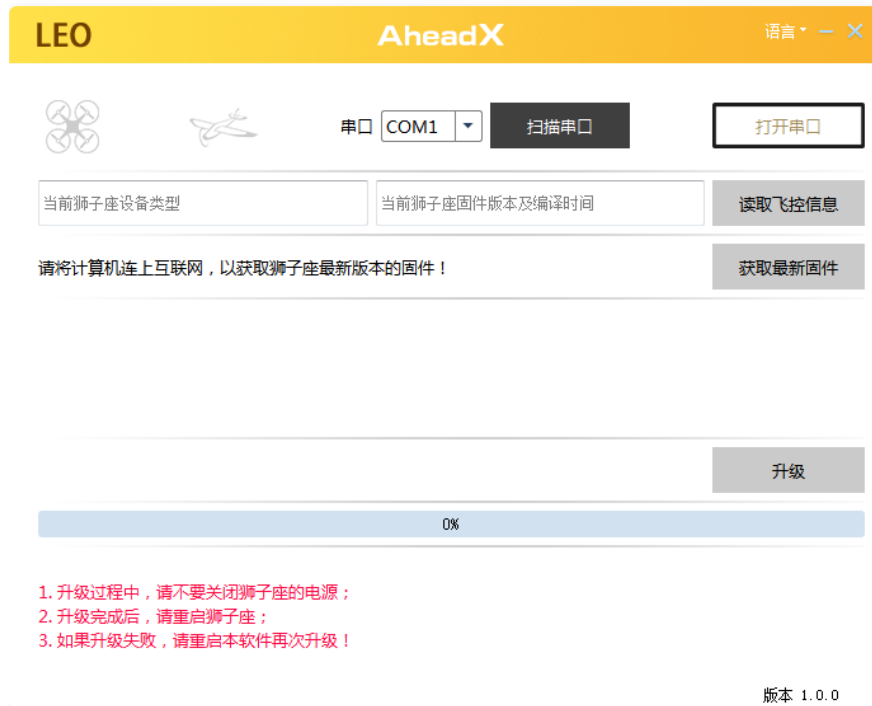 LEO AheadX 语言
串口 COM1 扫描串口 打开串口
当前狮子座设备类型 当前狮子座固件版本及编译时间 读取飞控信息
请将计算机连上互联网，以获取狮子座最新版本的固件！ 获取最新固件
升级
0%
1. 升级过程中，请不要关闭狮子座的电源；
2. 升级完成后，请重启狮子座；
3. 如果升级失败，请重启本软件再次升级！
版本 1.0.0